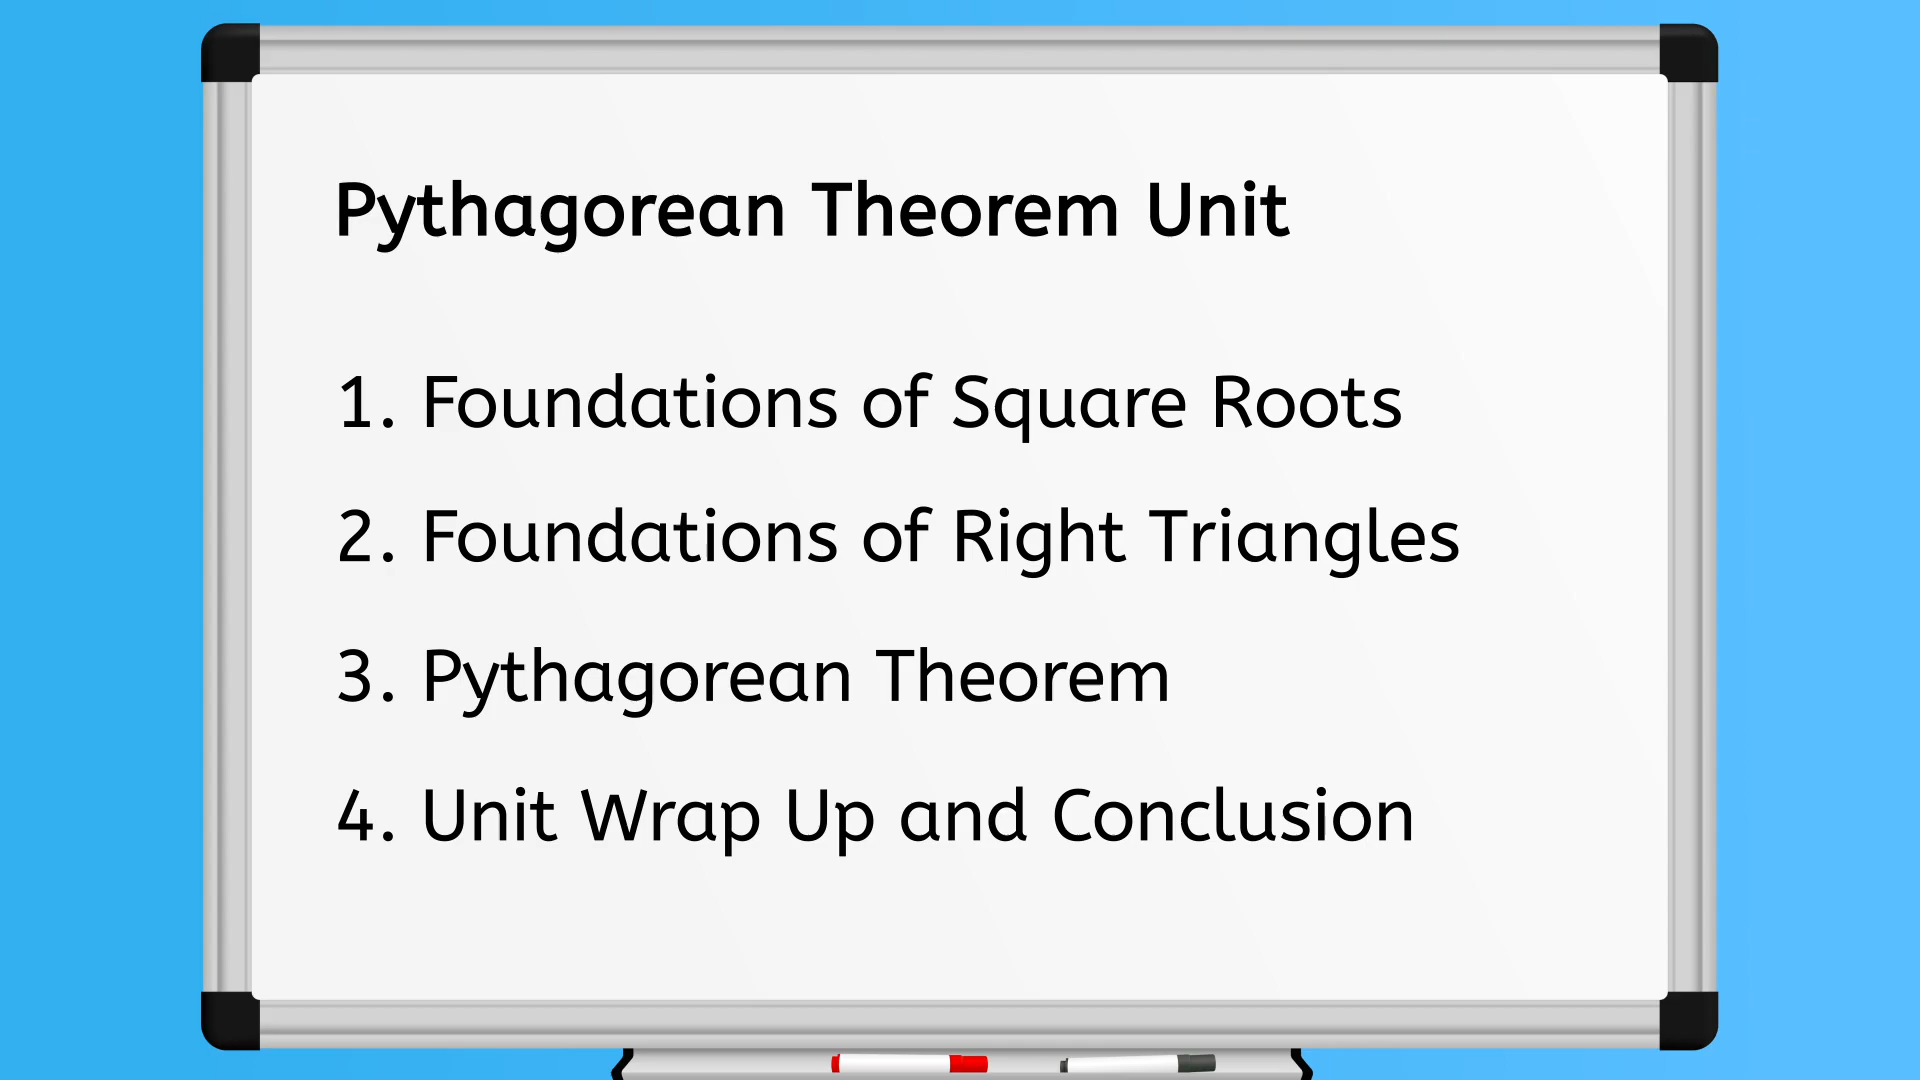 Pythagorean Theorem Unit
1. Foundations of Square Roots
2. Foundations of Right Triangles
3. Pythagorean Theorem
4. Unit Wrap Up and Conclusion